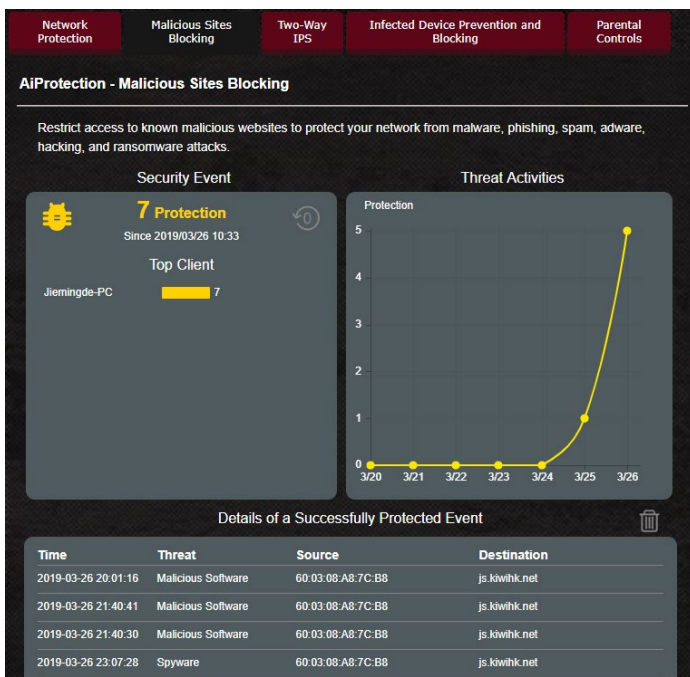 Network Protection
Malicious Sites Blocking
Two-Way IPS
Infected Device Prevention and Blocking
Parental Controls
AiProtection - Malicious Sites Blocking
Restrict access to known malicious websites to protect your network from malware, phishing, spam, adware,
hacking, and ransomware attacks.
Security Event
7 Protection
0
Since 2019/03/26 10:33
Top Client
Jiemingde-PC 7
Threat Activities
Protection
5
4
3
2
1
0
3/20 3/21 3/22 3/23 3/24 3/25 3/26
Details of a Successfully Protected Event
Time Threat Source Destination
2019-03-26 20:01:16 Malicious Software 60:03:08:A8:7C:B8 js.kiwihk.net
2019-03-26 21:40:41 Malicious Software 60:03:08:A8:7C:B8 js.kiwihk.net
2019-03-26 21:40:30 Malicious Software 60:03:08:A8:7C:B8 js.kiwihk.net
2019-03-26 23:07:28 Spyware 60:03:08:A8:7C:B8 js.kiwihk.net